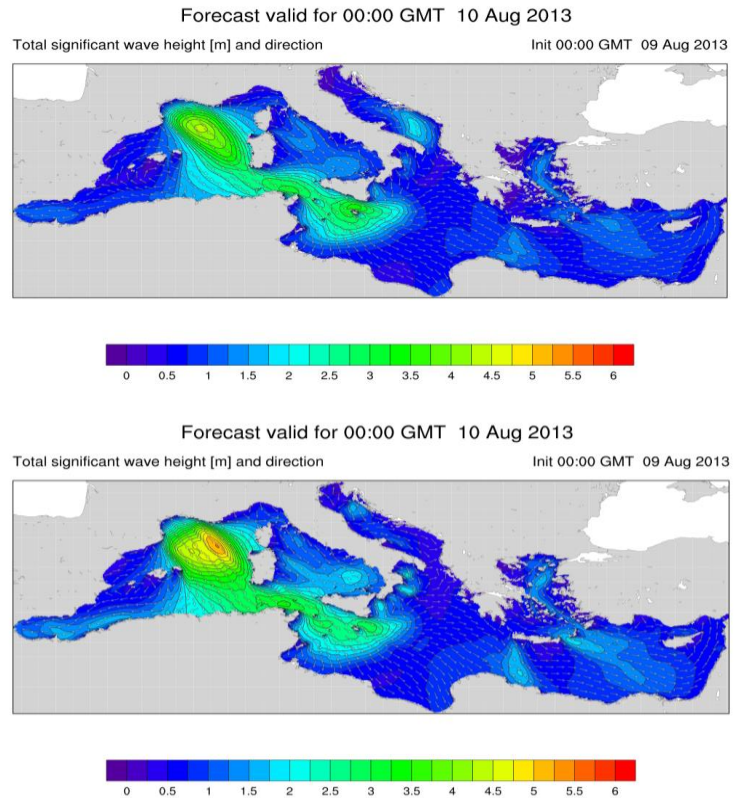 Forecast valid for 00:00 GMT  10 Aug 2013
Total significant wave height [m] and direction Init 00:00 GMT  09 Aug 2013
0 0.5 1 1.5 2 2.5 3 3.5 4 4.5 5 5.5 6
Forecast valid for 00:00 GMT  10 Aug 2013
Total significant wave height [m] and direction Init 00:00 GMT  09 Aug 2013
0 0.5 1 1.5 2 2.5 3 3.5 4 4.5 5 5.5 6